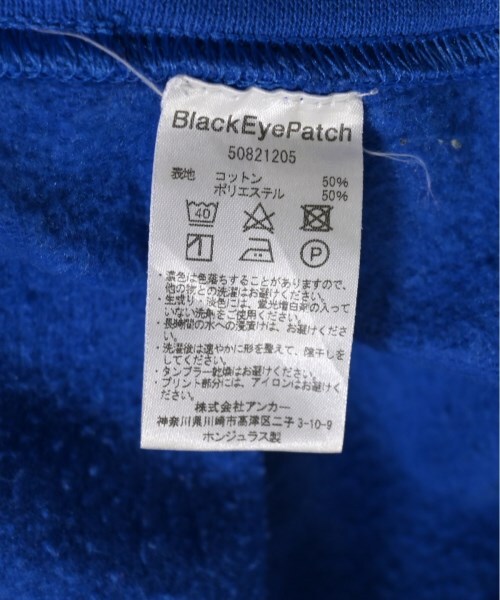 BlackEyePatch
50821205
表地 コットン 50%
ポリエステル 50%
40
P
・濃色は色落ちすることがありますので、
他の物との洗濯はお避けください。
・生成り・淡色には、蛍光増白剤の入って
いない洗剤をご使用ください。
・長時間の水への浸漬けは、お避けくださ
い。
・洗濯後は速やかに形を整えて、陰干しを
してください。
・タンブラー乾燥はお避けください。
・プリント部分には、アイロンはお避けく
ださい。
株式会社アンカー
神奈川県川崎市高津区二子3-10-9
ホンジュラス製